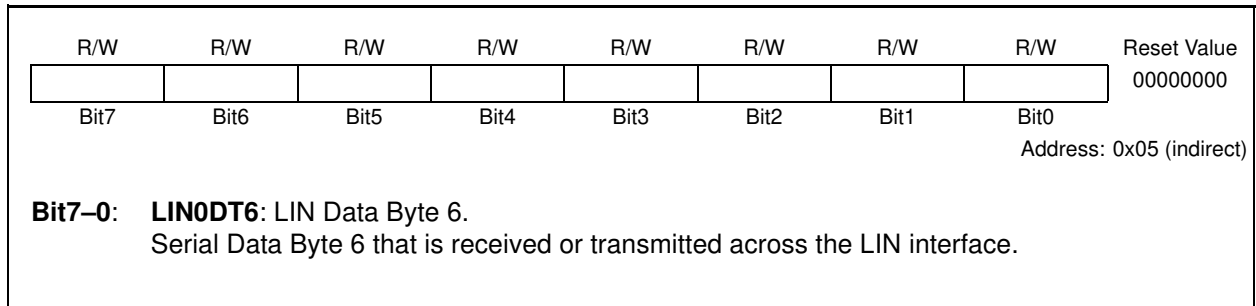 R/W R/W R/W R/W R/W R/W R/W R/W Reset Value
00000000
Bit7 Bit6 Bit5 Bit4 Bit3 Bit2 Bit1 Bit0
Address: 0x05 (indirect)
Bit7–0: LIN0DT6: LIN Data Byte 6.
Serial Data Byte 6 that is received or transmitted across the LIN interface.